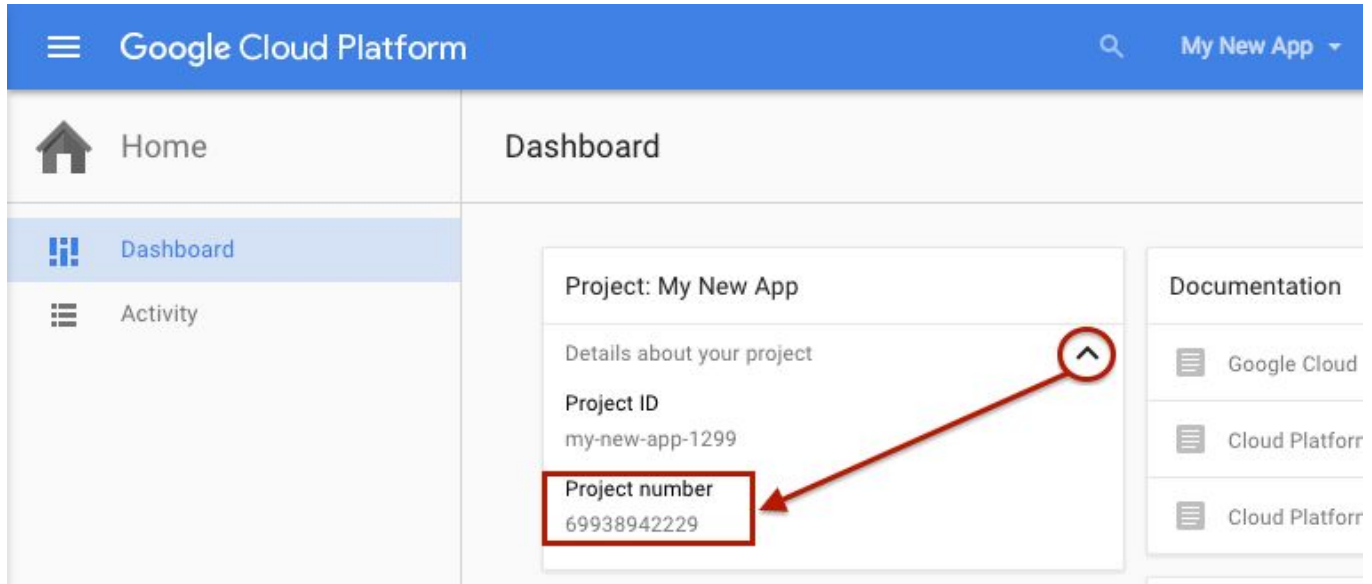 Google Cloud Platform
My New App
Home
Dashboard
Dashboard
Activity
Project: My New App
Details about your project
Project ID
my-new-app-1299
Project number
69938942229
Documentation
Google Cloud
Cloud Platform
Cloud Platform